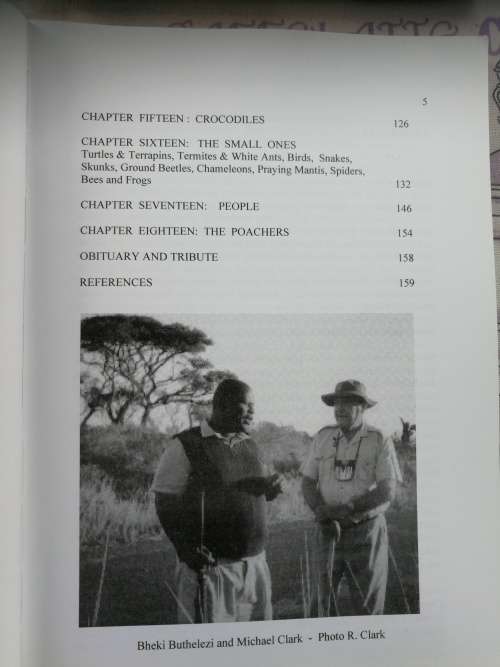 5
CHAPTER FIFTEEN : CROCODILES 126
CHAPTER SIXTEEN: THE SMALL ONES
Turtles & Terrapins, Termites & White Ants, Birds, Snakes,
Skunks, Ground Beetles, Chameleons, Praying Mantis, Spiders,
Bees and Frogs 132
CHAPTER SEVENTEEN: PEOPLE 146
CHAPTER EIGHTEEN: THE POACHERS 154
OBITUARY AND TRIBUTE 158
REFERENCES 159
Bheki Buthelezi and Michael Clark - Photo R. Clark